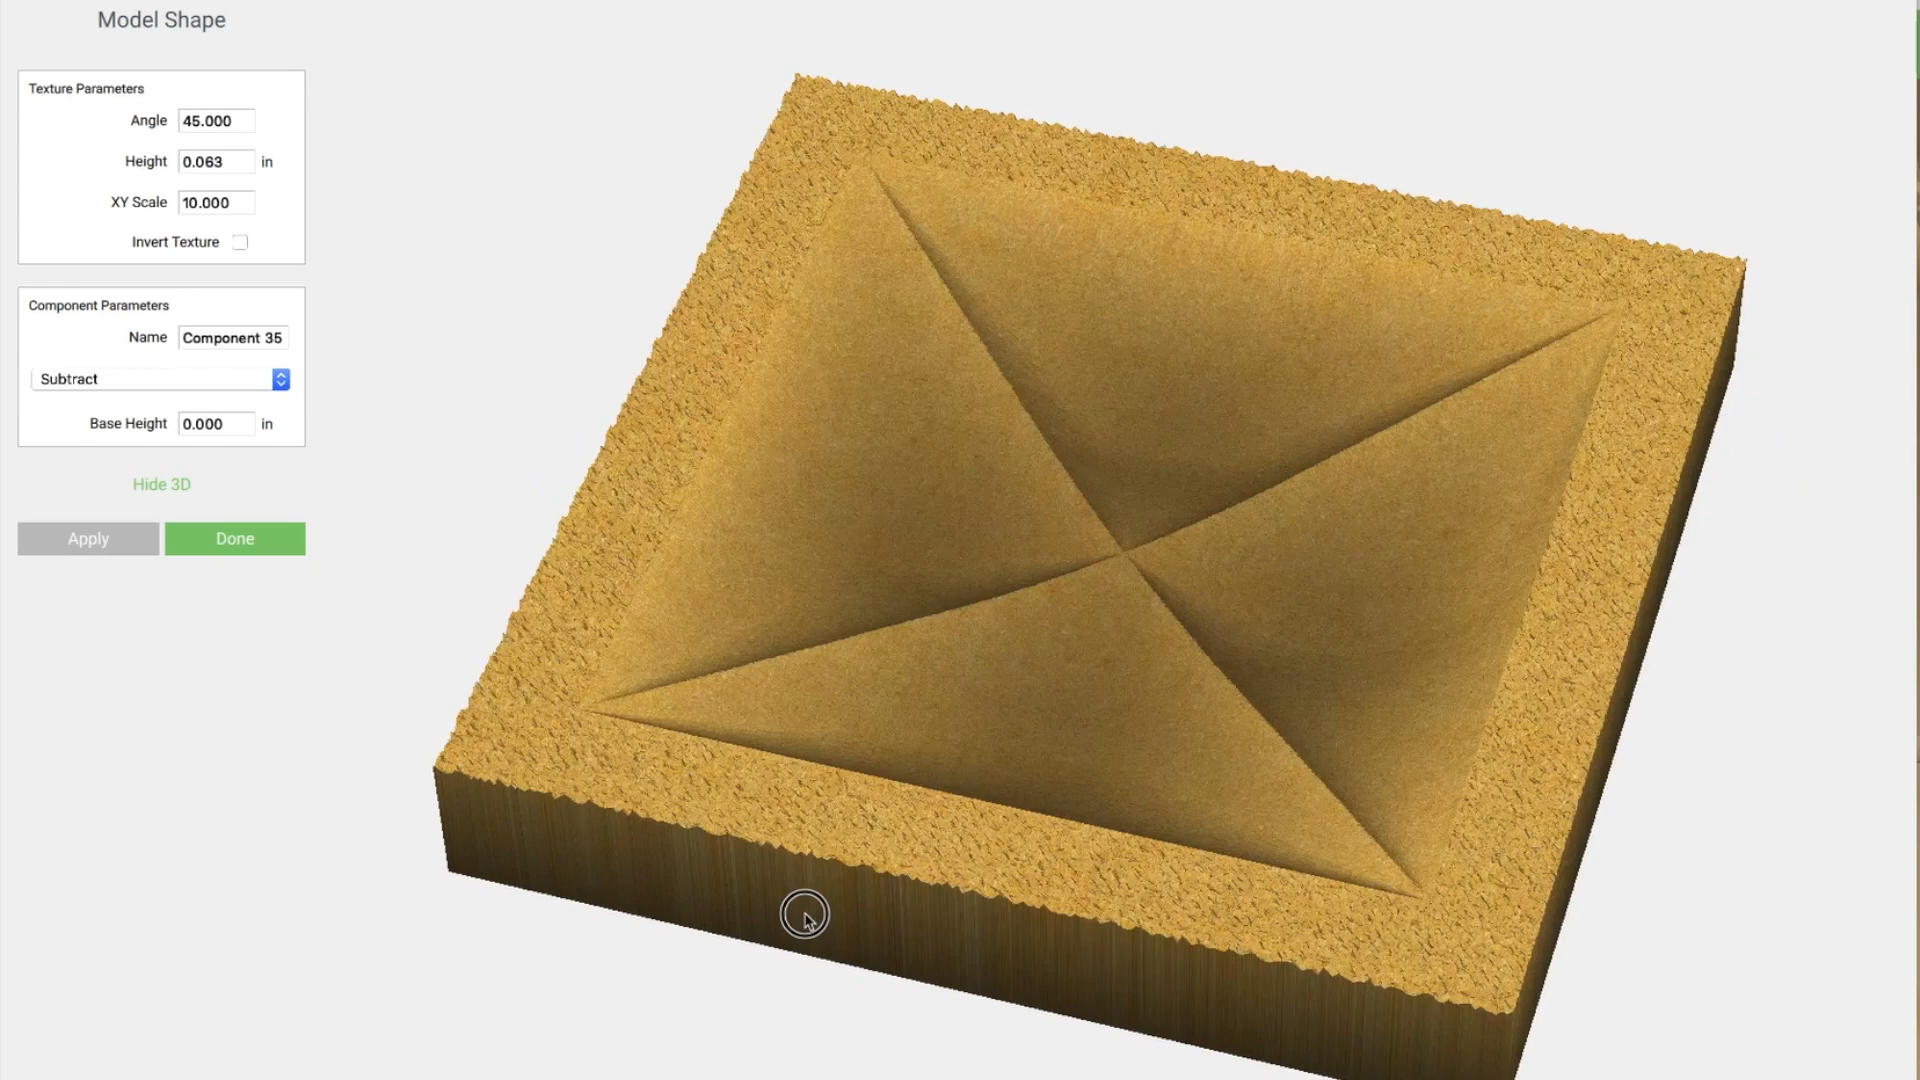 Model Shape
Texture Parameters
Angle 45.000
Height 0.063 in
XY Scale 10.000
Invert Texture
Component Parameters
Name Component 35
Subtract
Base Height 0.000 in
Hide 3D
Apply Done